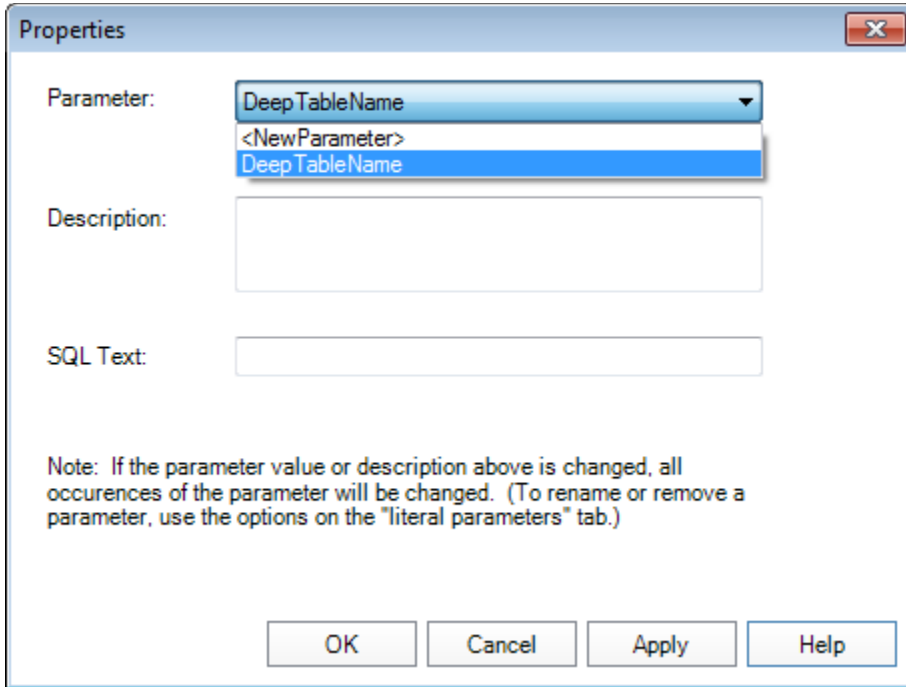 Properties
Parameter:
DeepTableName
<NewParameter>
DeepTableName
Description:
SQL Text:
Note:  If the parameter value or description above is changed, all
occurences of the parameter will be changed.  (To rename or remove a
parameter, use the options on the "literal parameters" tab.)
OK Cancel Apply Help